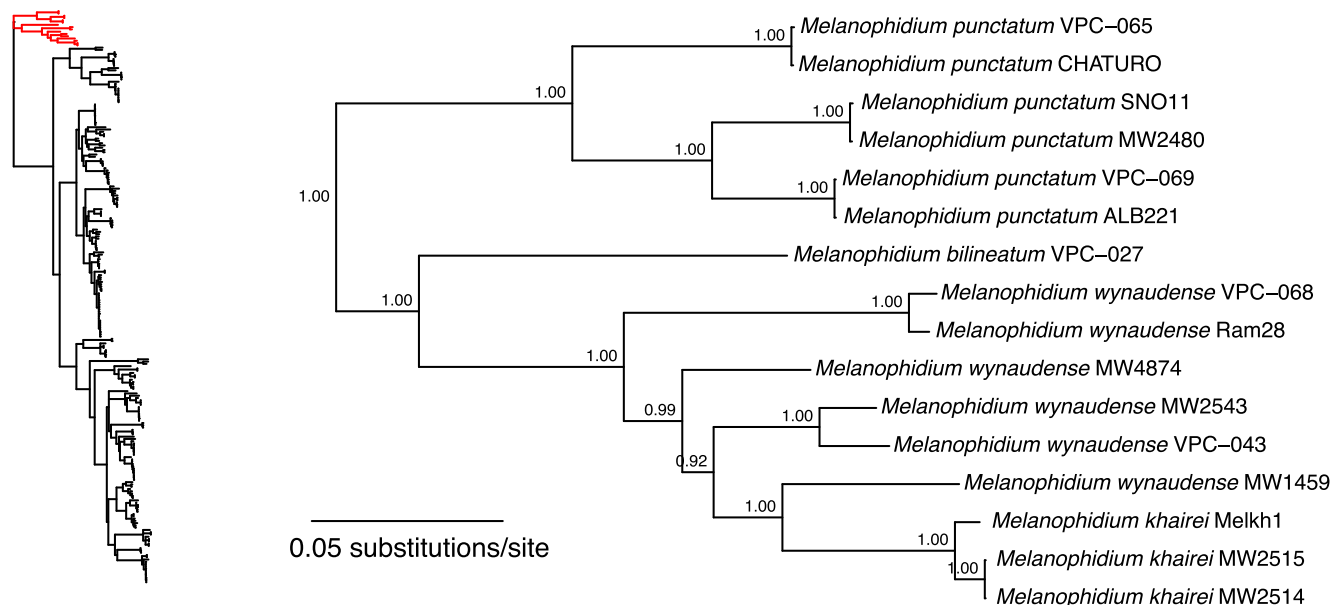 Melanophidium punctatum VPC–065
1.00
Melanophidium punctatum CHATURO
1.00
Melanophidium punctatum SNO11
1.00
Melanophidium punctatum MW2480
1.00
Melanophidium punctatum VPC–069
1.00
1.00
Melanophidium punctatum ALB221
Melanophidium bilineatum VPC–027
1.00
Melanophidium wynaudense VPC–068
1.00
Melanophidium wynaudense Ram28
1.00
Melanophidium wynaudense MW4874
0.99
Melanophidium wynaudense MW2543
1.00
Melanophidium wynaudense VPC–043
0.92
Melanophidium wynaudense MW1459
1.00
Melanophidium khairei Melkh1
1.00
0.05 substitutions/site
Melanophidium khairei MW2515
1.00
Melanophidium khairei MW2514